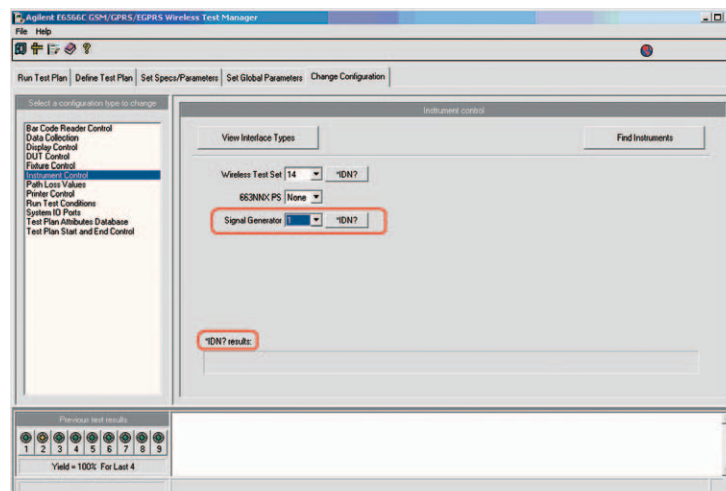 Agilent E6566C GSM/GPRS/EGPRS Wireless Test Manager
File Help
Run Test Plan Define Test Plan Set Specs/Parameters Set Global Parameters Change Configuration
Select a configuration type to change
Bar Code Reader Control
Data Collection
Display Control
DUT Control
Fixture Control
Instrument Control
Path Loss Values
Printer Control
Run Test Conditions
System IO Ports
Test Plan Attributes Database
Test Plan Start and End Control
Instrument control
View Interface Types Find Instruments
Wireless Test Set 14 *IDN?
663NNX PS None
Signal Generator 1 *IDN?
*IDN? results:
Previous test results
1 2 3 4 5 6 7 8 9
Yield = 100% For Last 4